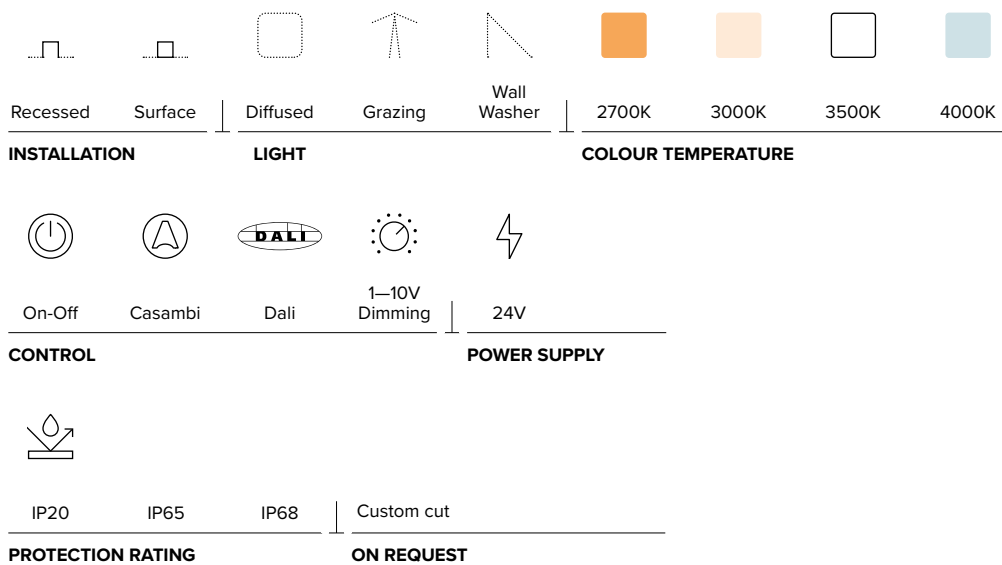 Recessed Surface Diffused Grazing Wall Washer 2700K 3000K 3500K 4000K
INSTALLATION LIGHT COLOUR TEMPERATURE
DALI
On-Off Casambi Dali 1—10V Dimming 24V
CONTROL POWER SUPPLY
IP20 IP65 IP68 Custom cut
PROTECTION RATING ON REQUEST